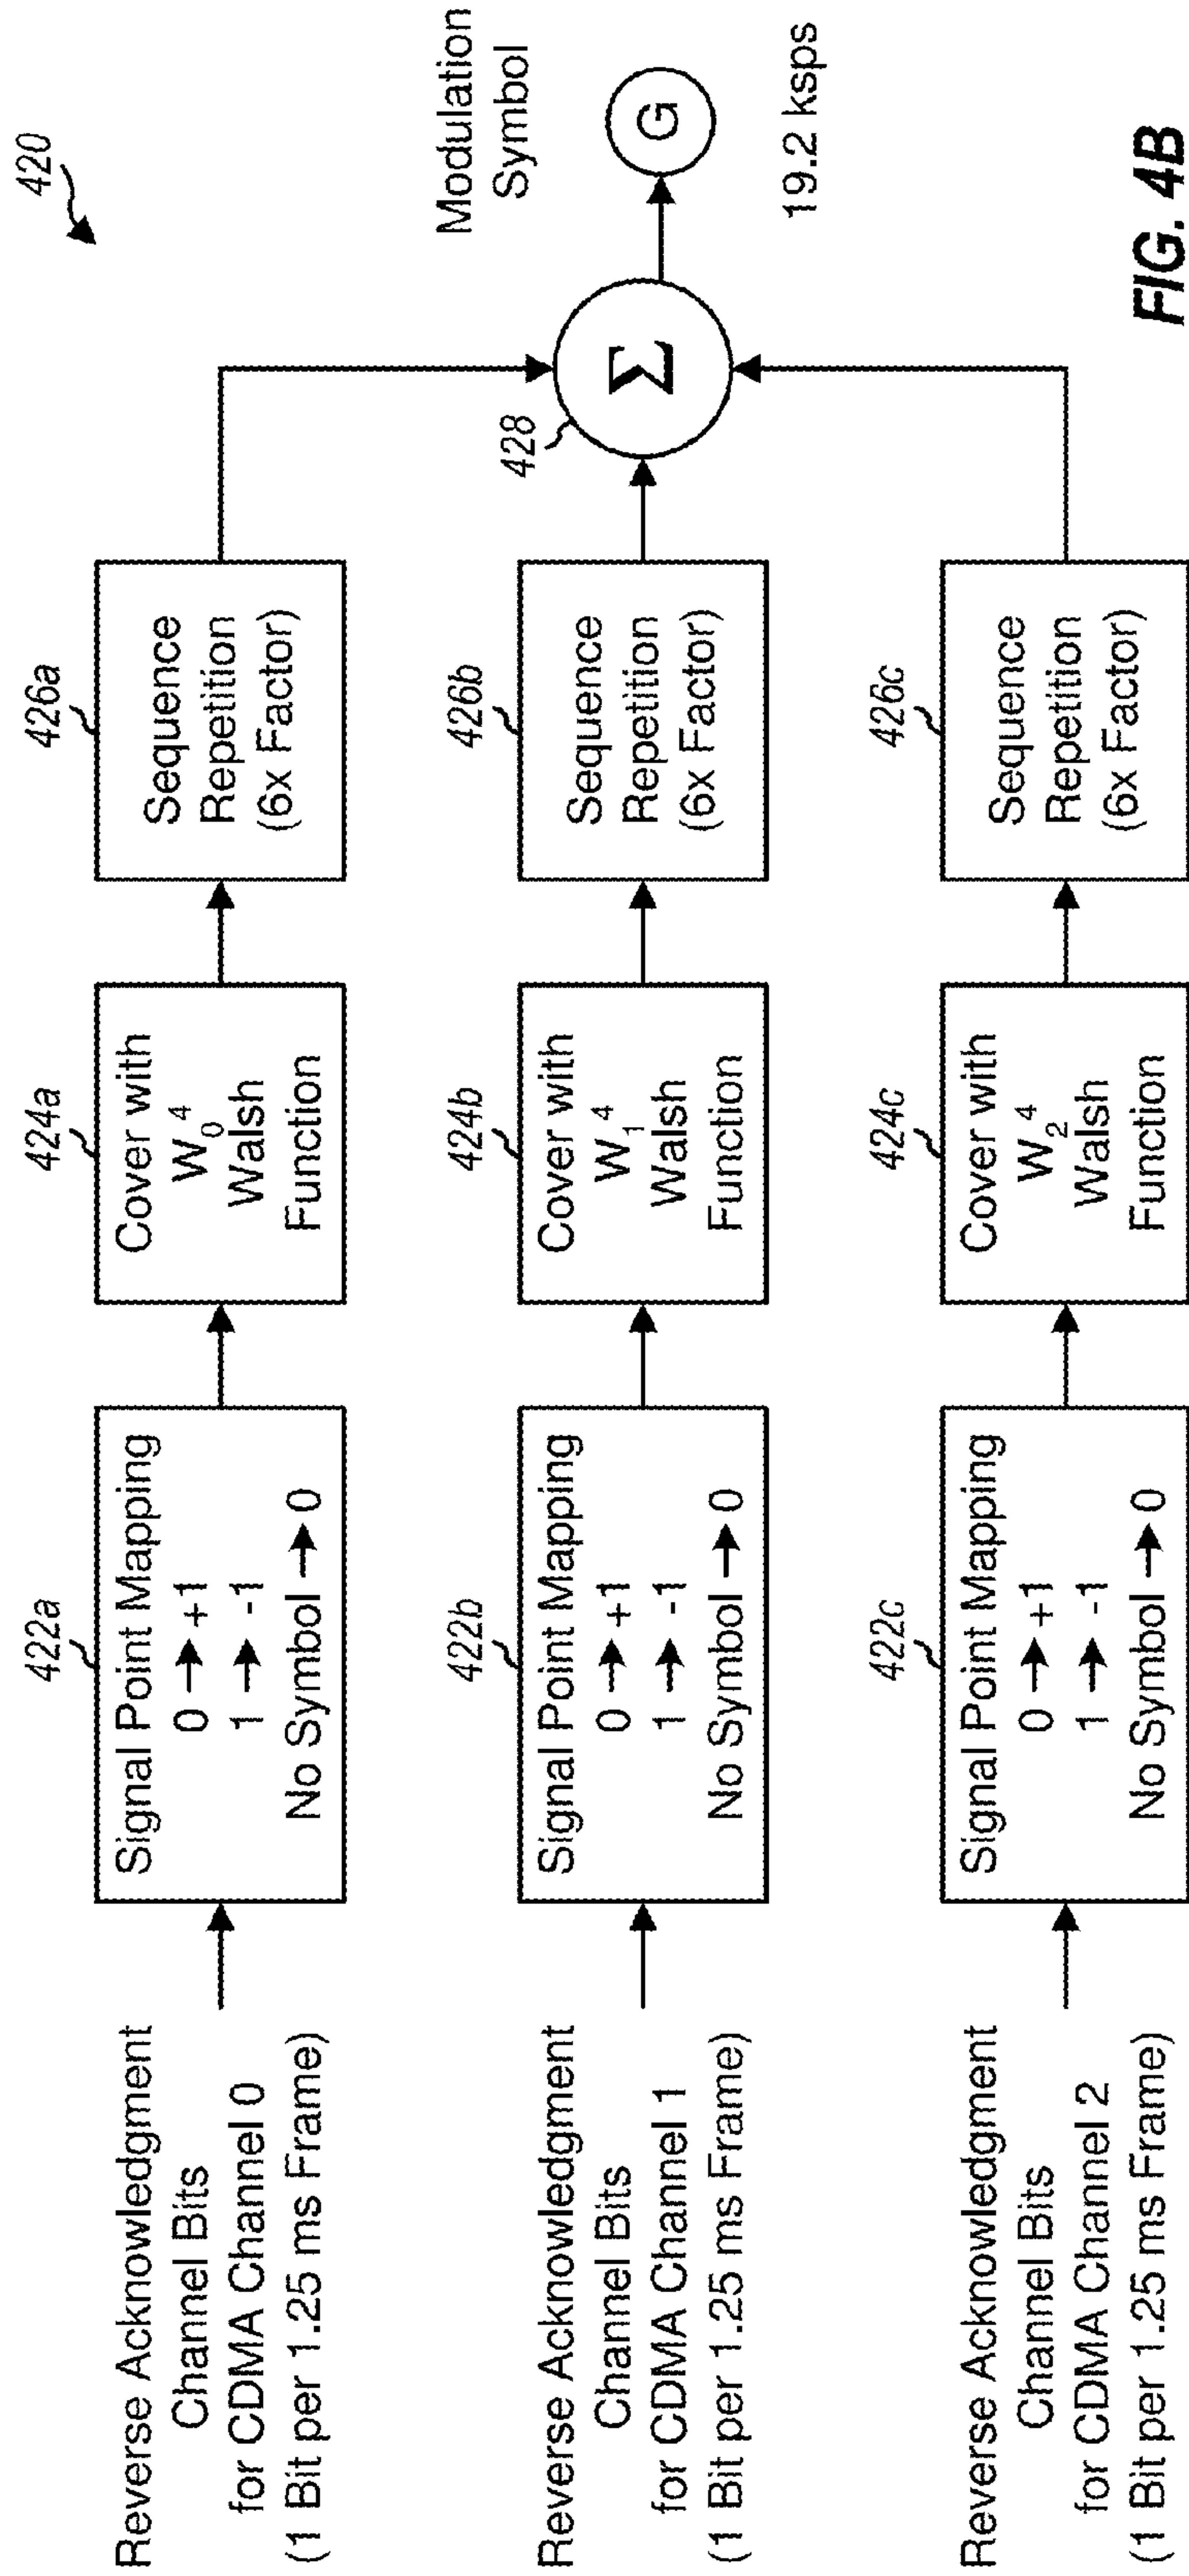 420
Reverse Acknowledgment
Channel Bits
for CDMA Channel 0
(1 Bit per 1.25 ms Frame)
422a
Signal Point Mapping
0 → +1
1 → -1
No Symbol → 0
424a
Cover with
W₀⁴
Walsh
Function
426a
Sequence
Repetition
(6x Factor)
Reverse Acknowledgment
Channel Bits
for CDMA Channel 1
(1 Bit per 1.25 ms Frame)
422b
Signal Point Mapping
0 → +1
1 → -1
No Symbol → 0
424b
Cover with
W₁⁴
Walsh
Function
426b
Sequence
Repetition
(6x Factor)
428
Σ
Modulation
Symbol
G
19.2 ksps
Reverse Acknowledgment
Channel Bits
for CDMA Channel 2
(1 Bit per 1.25 ms Frame)
422c
Signal Point Mapping
0 → +1
1 → -1
No Symbol → 0
424c
Cover with
W₂⁴
Walsh
Function
426c
Sequence
Repetition
(6x Factor)
FIG. 4B